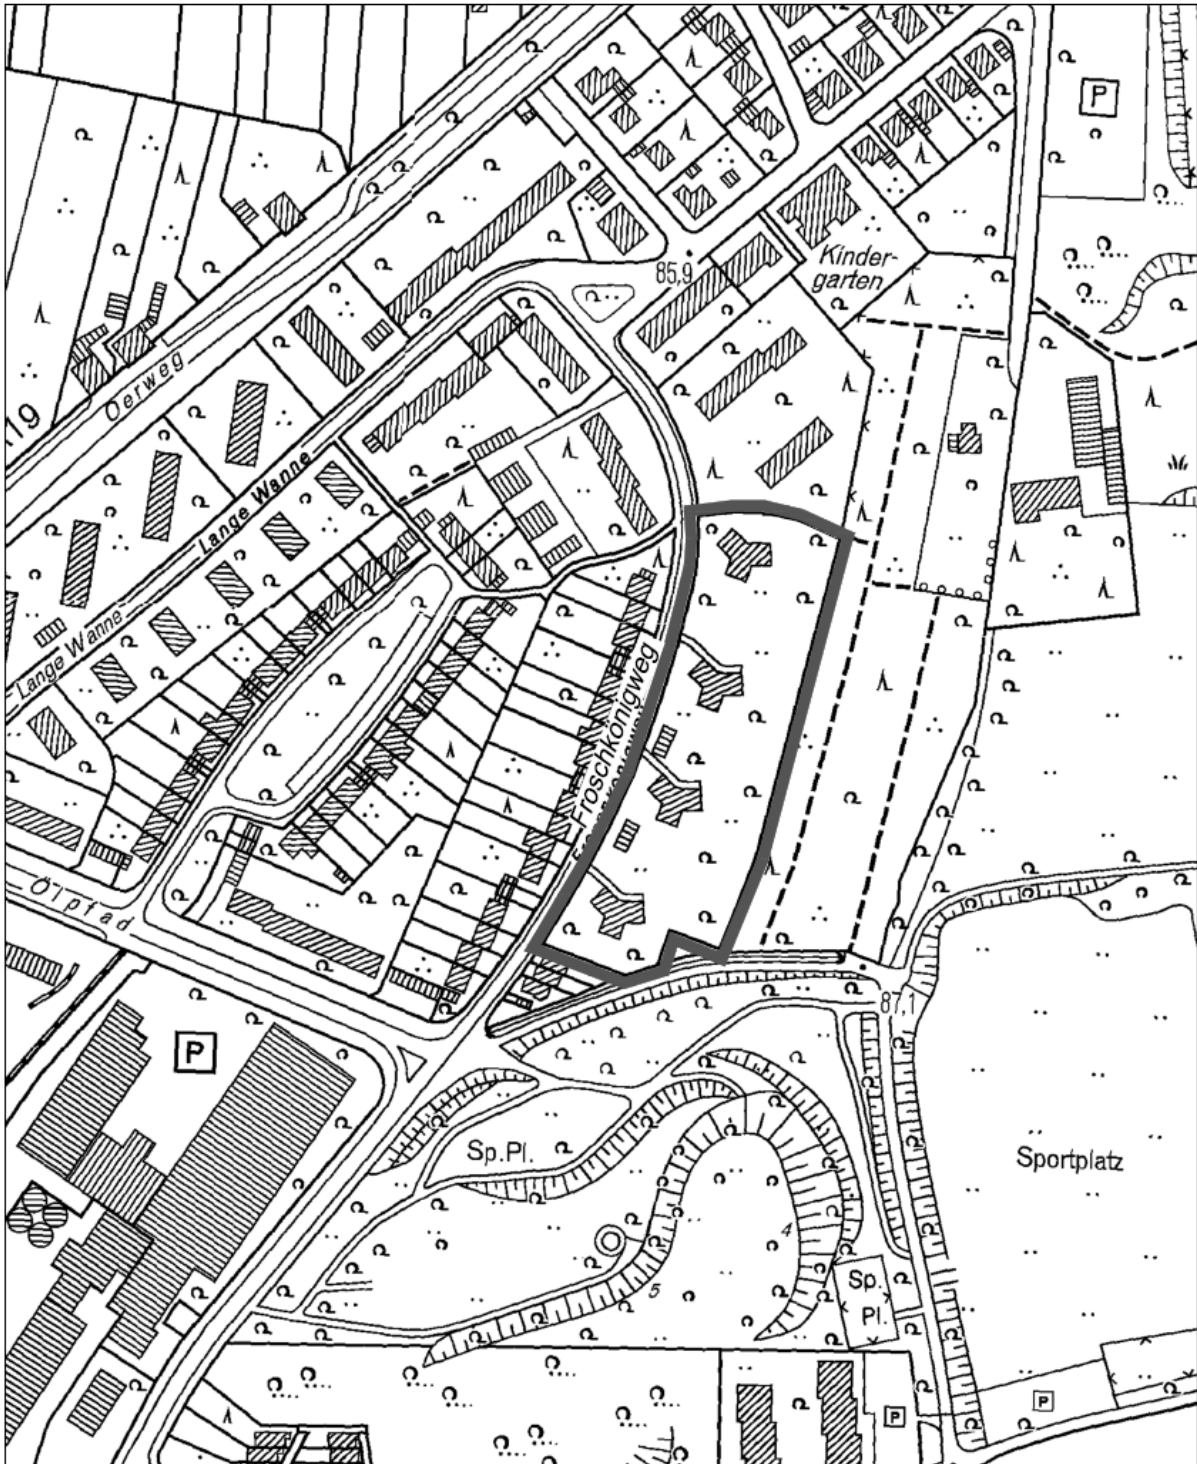 P
Kinder-
garten
85,9
Oerweg
19
Lange Wanne
Lange Wanne
Froschkönigweg
Ölpfad
87,1
P
Sp.Pl.
Sportplatz
4
5
Sp.
Pl.
P
P